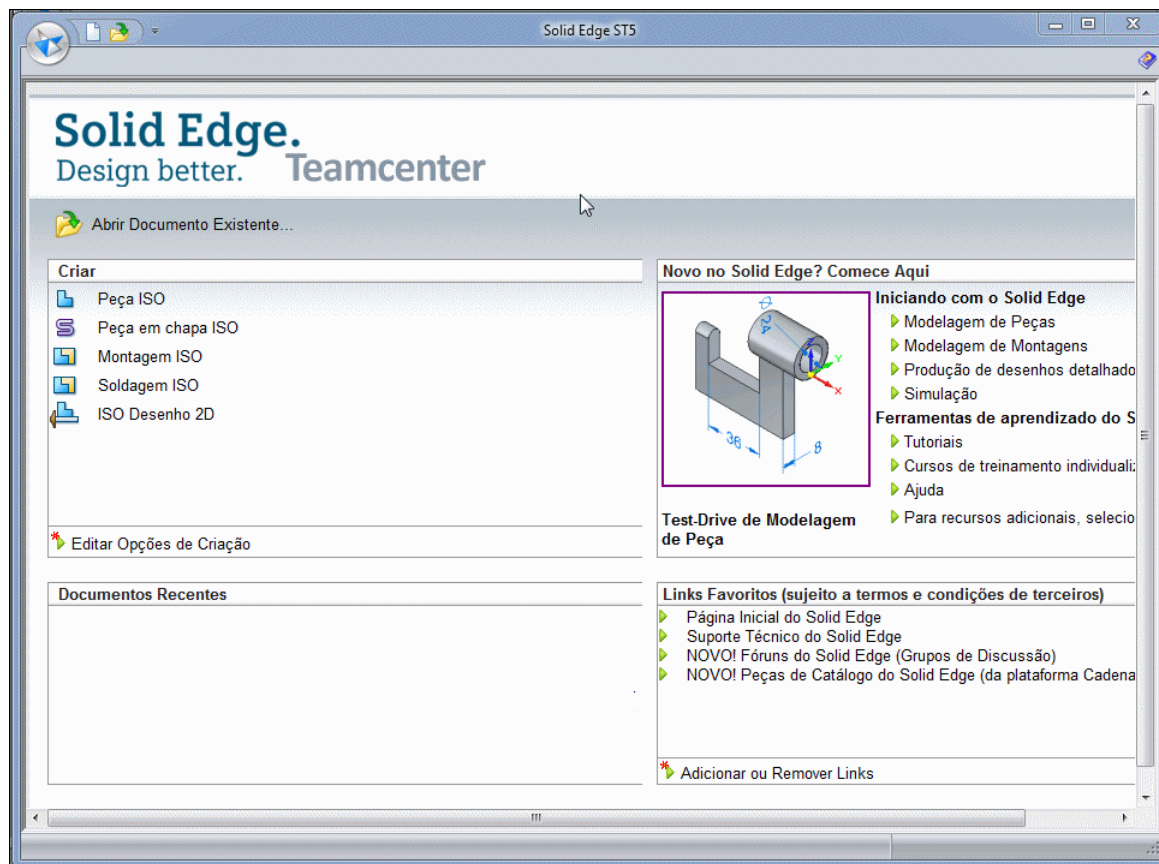 Solid Edge ST5
Solid Edge.
Design better. Teamcenter
Abrir Documento Existente...
Criar
Peça ISO
Peça em chapa ISO
Montagem ISO
Soldagem ISO
ISO Desenho 2D
Editar Opções de Criação
Novo no Solid Edge? Comece Aqui
24
36
8
Z
Y
X
Test-Drive de Modelagem
de Peça
Iniciando com o Solid Edge
Modelagem de Peças
Modelagem de Montagens
Produção de desenhos detalhado
Simulação
Ferramentas de aprendizado do S
Tutoriais
Cursos de treinamento individuali
Ajuda
Para recursos adicionais, selecio
Documentos Recentes
Links Favoritos (sujeito a termos e condições de terceiros)
Página Inicial do Solid Edge
Suporte Técnico do Solid Edge
NOVO! Fóruns do Solid Edge (Grupos de Discussão)
NOVO! Peças de Catálogo do Solid Edge (da plataforma Cadena
Adicionar ou Remover Links